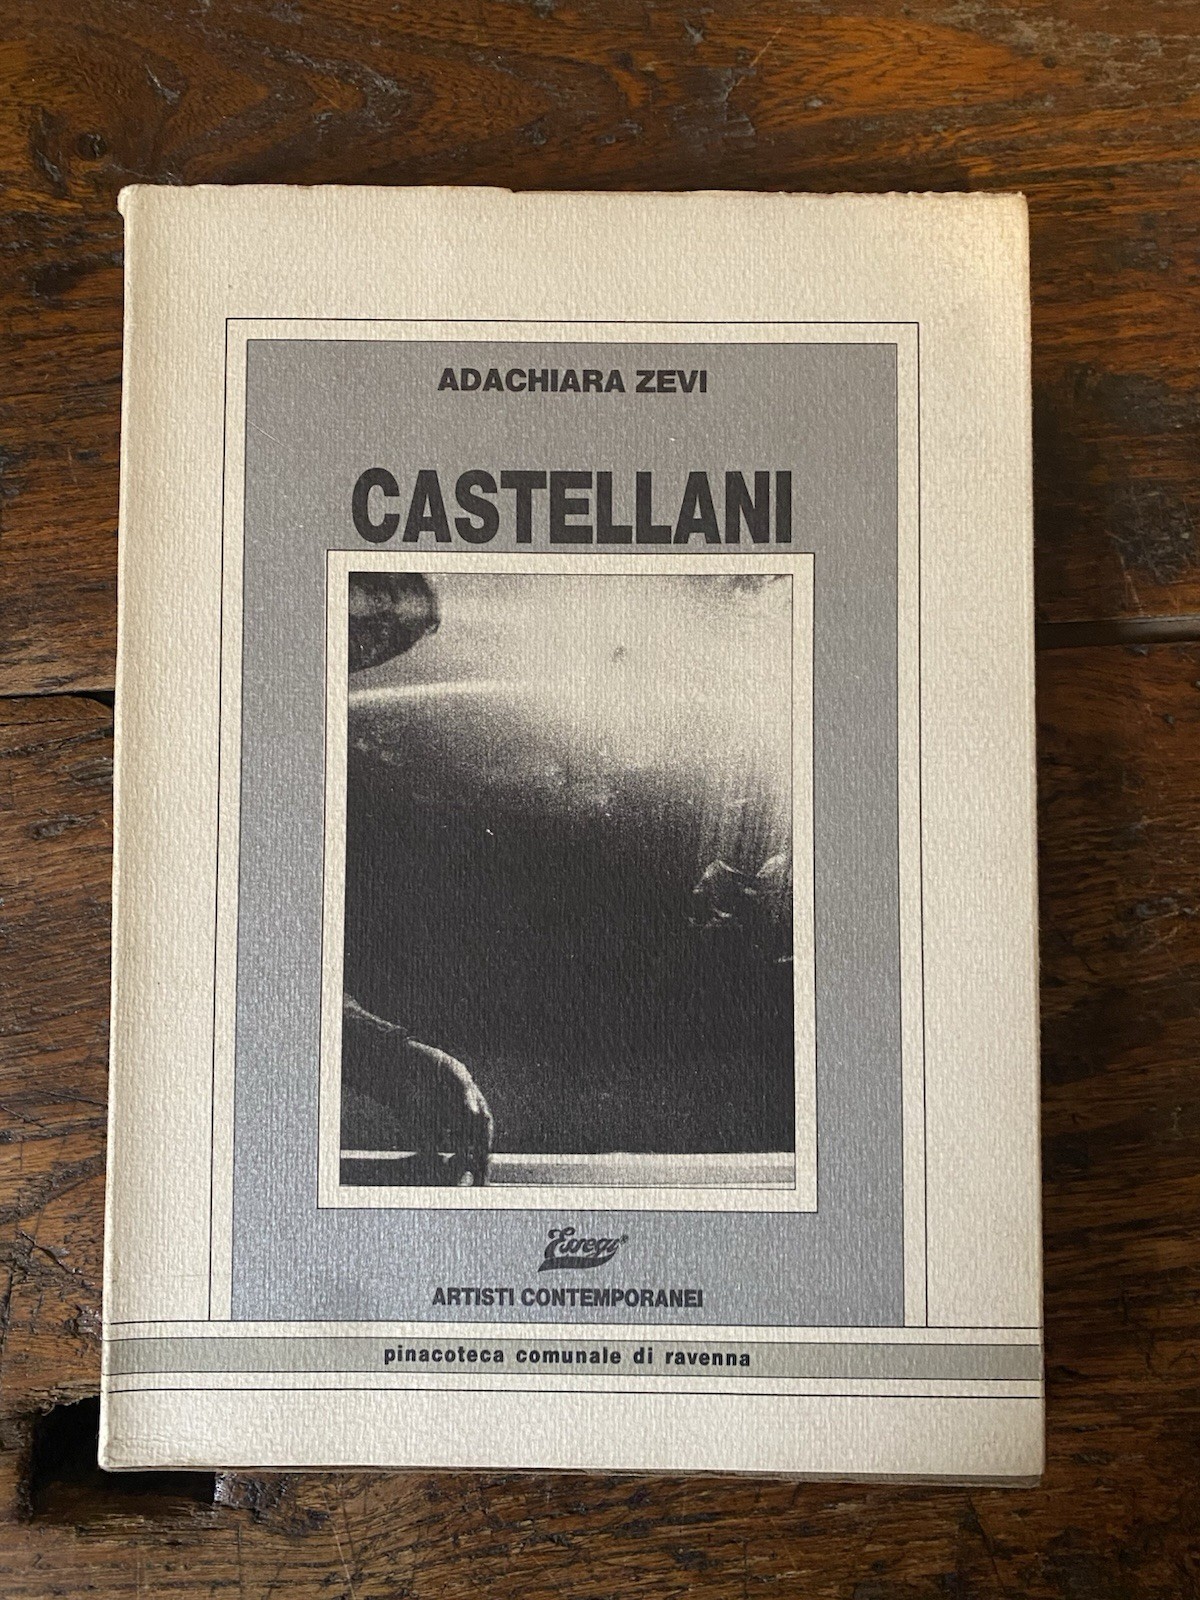 ADACHIARA ZEVI
CASTELLANI
Essegi
ARTISTI CONTEMPORANEI
pinacoteca comunale di ravenna